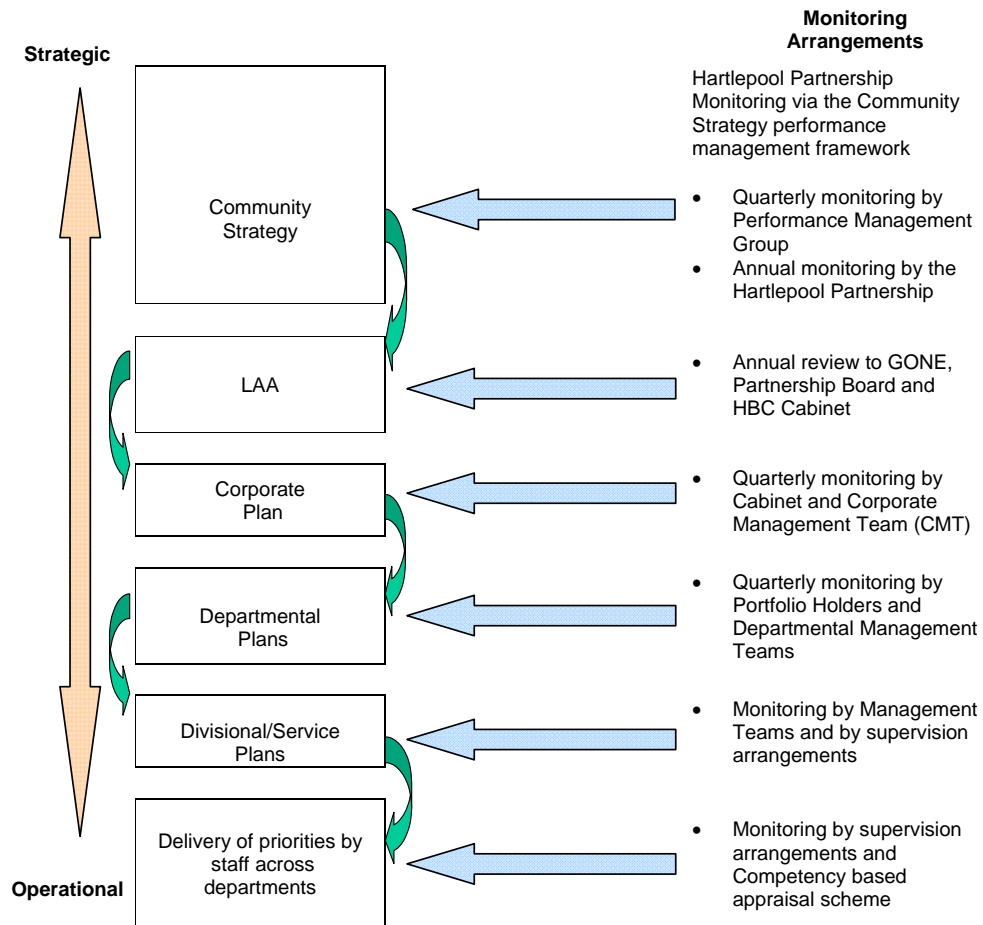 Strategic
Monitoring
Arrangements
Hartlepool Partnership
Monitoring via the Community
Strategy performance
management framework
Community
Strategy
• Quarterly monitoring by
Performance Management
Group
• Annual monitoring by the
Hartlepool Partnership
LAA
• Annual review to GONE,
Partnership Board and
HBC Cabinet
Corporate
Plan
• Quarterly monitoring by
Cabinet and Corporate
Management Team (CMT)
Departmental
Plans
• Quarterly monitoring by
Portfolio Holders and
Departmental Management
Teams
Divisional/Service
Plans
• Monitoring by Management
Teams and by supervision
arrangements
Delivery of priorities by
staff across
departments
• Monitoring by supervision
arrangements and
Competency based
appraisal scheme
Operational